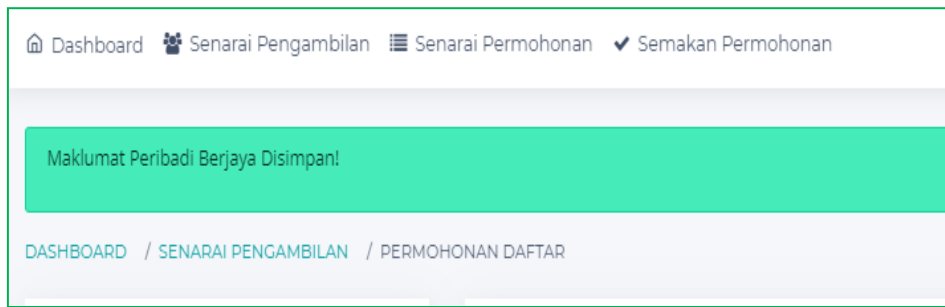 Dashboard Senarai Pengambilan Senarai Permohonan Semakan Permohonan
Maklumat Peribadi Berjaya Disimpan!
DASHBOARD / SENARAI PENGAMBILAN / PERMOHONAN DAFTAR